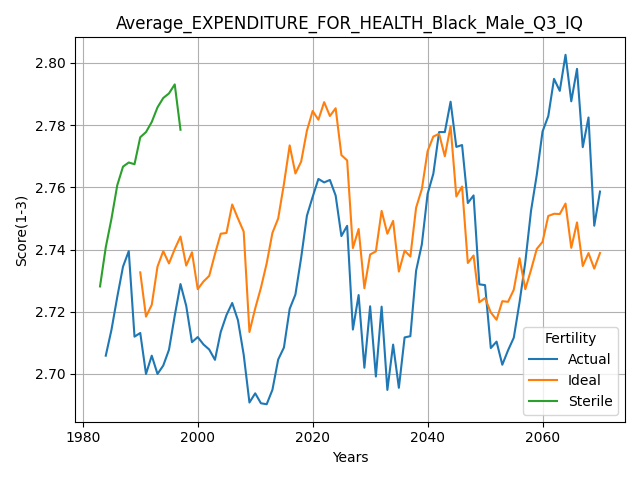 Average_EXPENDITURE_FOR_HEALTH_Black_Male_Q3_IQ
Score(1-3)
2.80
2.78
2.76
2.74
2.72
2.70
1980
2000
2020
2040
2060
Years
Fertility
Actual
Ideal
Sterile